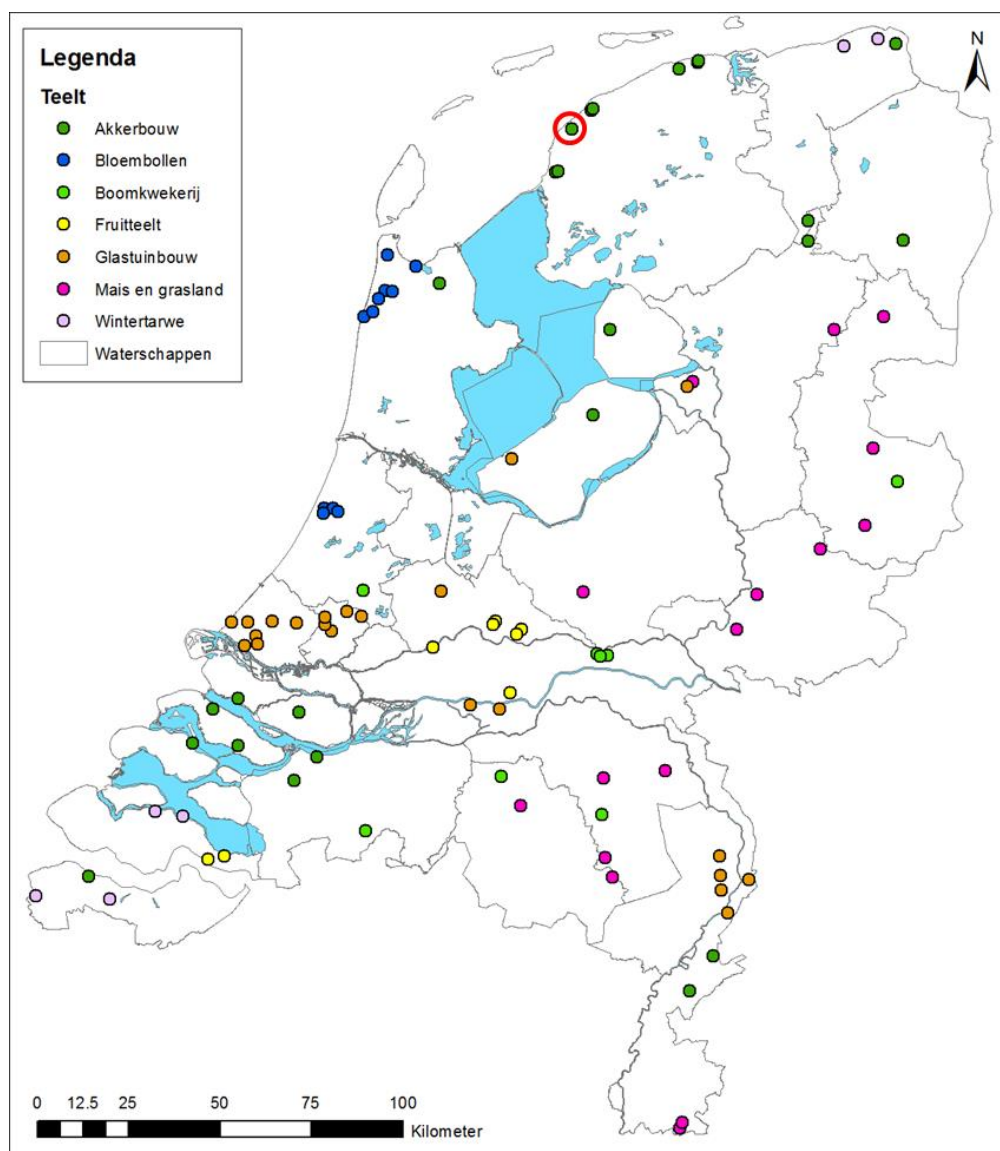 Legenda
Teelt
Akkerbouw
Bloembollen
Boomkwekerij
Fruitteelt
Glastuinbouw
Mais en grasland
Wintertarwe
Waterschappen
N
0 12.5 25 50 75 100
Kilometer